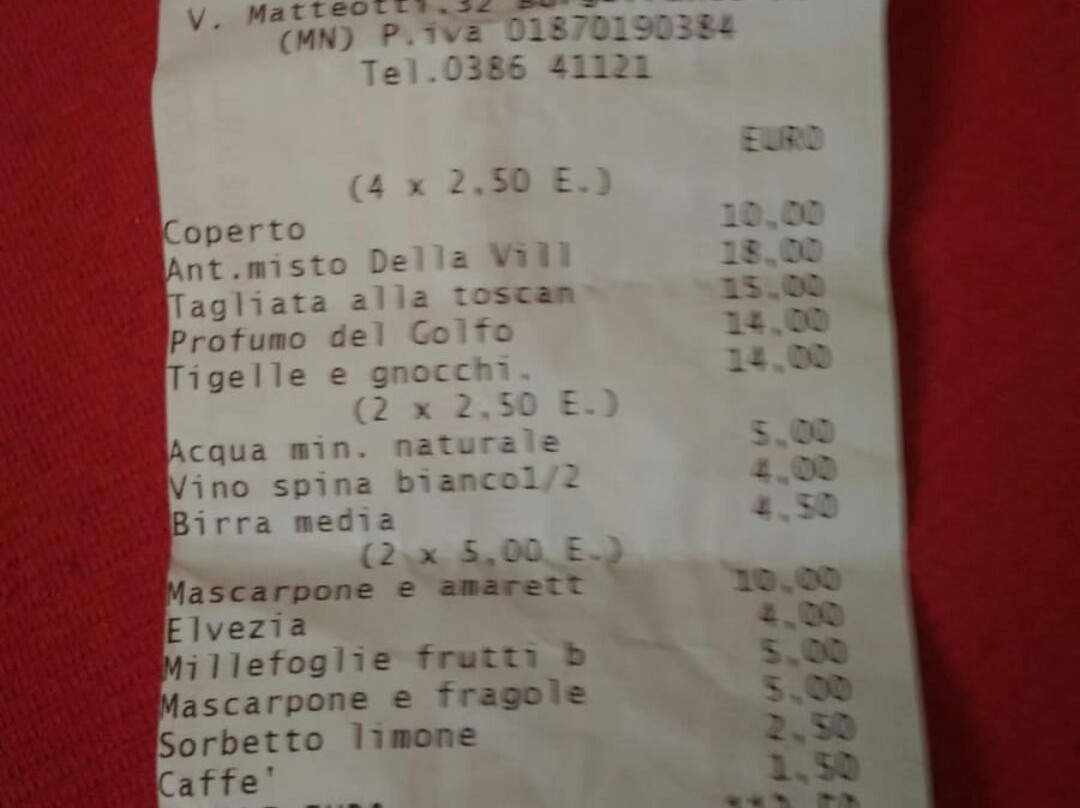 V. Matteotti,32
(MN) P.iva 01870190384
Tel.0386 41121
EURO
(4 x 2,50 E.)
Coperto 10,00
Ant.misto Della Vill 18,00
Tagliata alla toscan 15,00
Profumo del Golfo 14,00
Tigelle e gnocchi. 14,00
(2 x 2,50 E.)
Acqua min. naturale 5,00
Vino spina bianco1/2 4,00
Birra media 4,50
(2 x 5,00 E.)
Mascarpone e amarett 10,00
Elvezia 4,00
Millefoglie frutti b 5,00
Mascarpone e fragole 5,00
Sorbetto limone 2,50
Caffe' 1,50